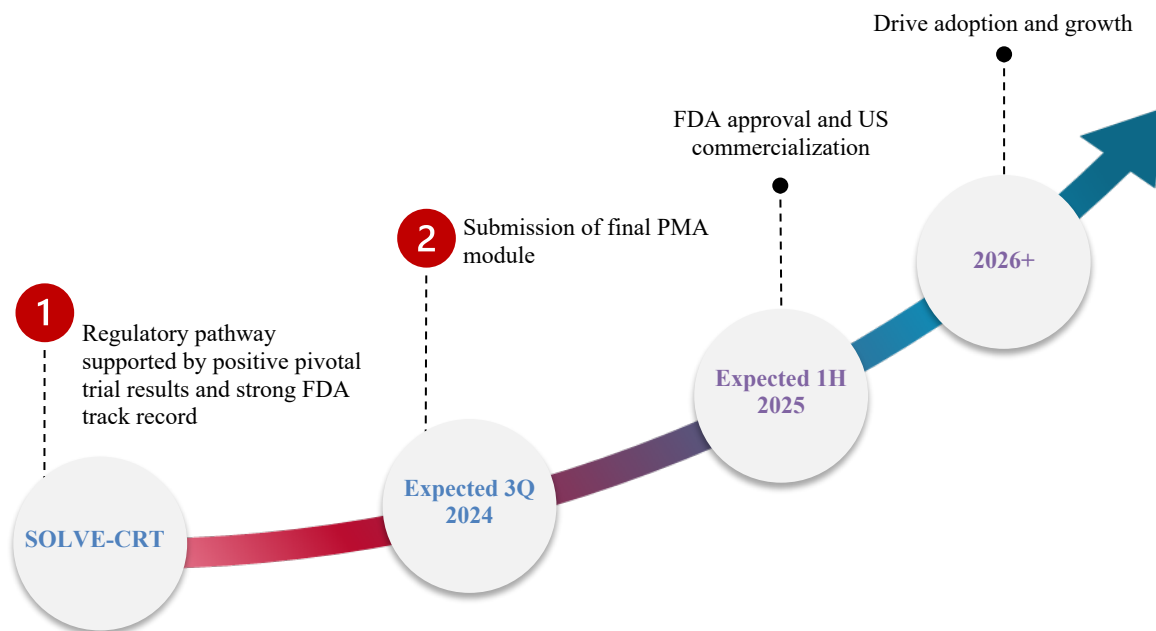 1
Regulatory pathway
supported by positive pivotal
trial results and strong FDA
track record
SOLVE-CRT
2
Submission of final PMA
module
Expected 3Q
2024
FDA approval and US
commercialization
Expected 1H
2025
Drive adoption and growth
2026+